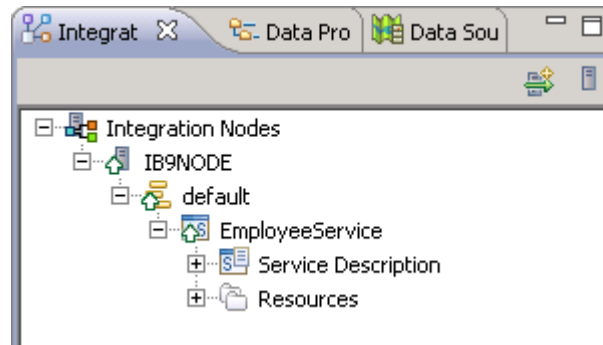 Integrat Data Pro Data Sou
Integration Nodes
IB9NODE
default
EmployeeService
Service Description
Resources